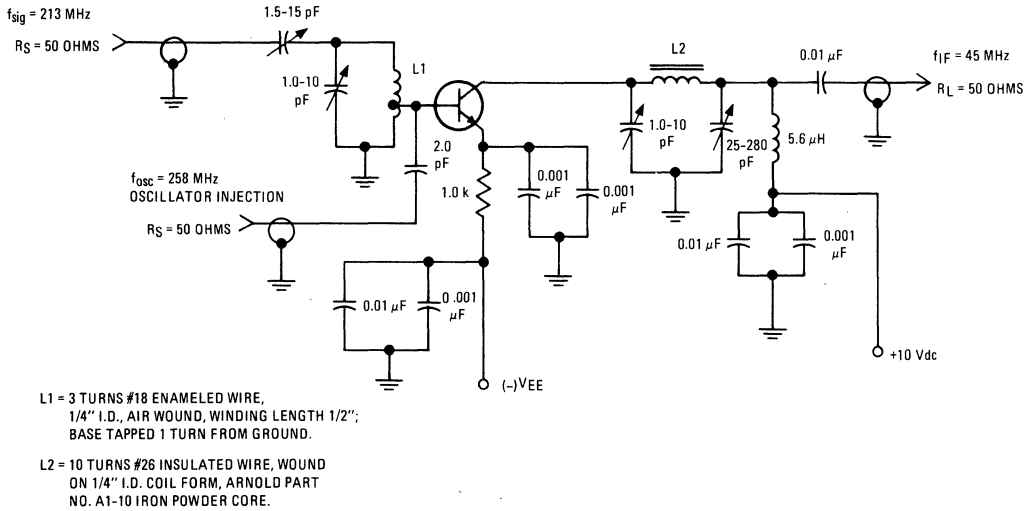 fsig = 213 MHz
RS = 50 OHMS
1.5-15 pF
1.0-10
pF
L1
2.0
pF
fosc = 258 MHz
OSCILLATOR INJECTION
RS = 50 OHMS
1.0 k
0.001
µF
0.001
µF
0.01 µF
0.001
µF
(-)VEE
L2
1.0-10
pF
25-280
pF
0.01 µF
fIF = 45 MHz
RL = 50 OHMS
5.6 µH
0.01 µF
0.001
µF
+10 Vdc
L1 = 3 TURNS #18 ENAMELED WIRE,
1/4" I.D., AIR WOUND, WINDING LENGTH 1/2";
BASE TAPPED 1 TURN FROM GROUND.
L2 = 10 TURNS #26 INSULATED WIRE, WOUND
ON 1/4" I.D. COIL FORM, ARNOLD PART
NO. A1-10 IRON POWDER CORE.